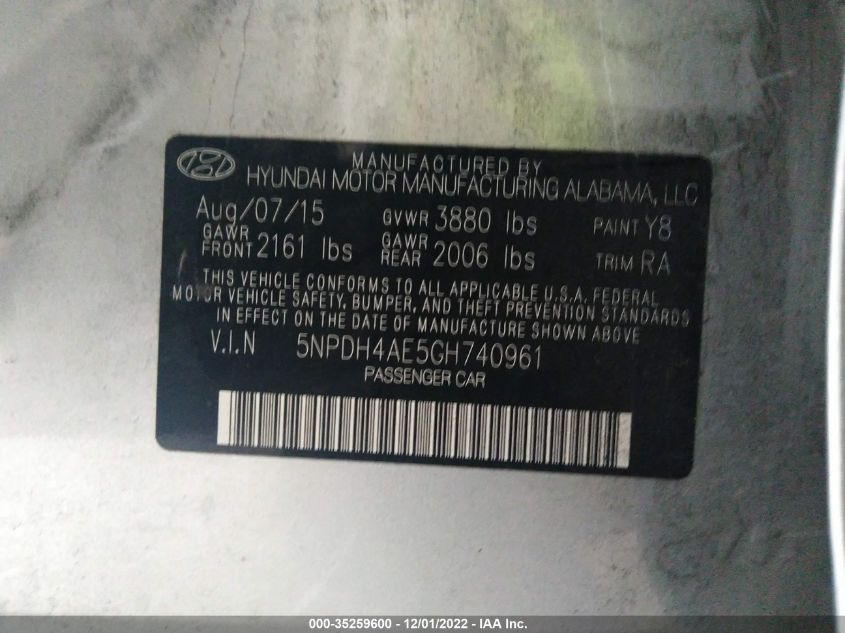 MANUFACTURED BY
HYUNDAI MOTOR MANUFACTURING ALABAMA, LLC
Aug/07/15 GVWR 3880 lbs PAINT Y8
GAWR FRONT 2161 lbs GAWR REAR 2006 lbs TRIM RA
THIS VEHICLE CONFORMS TO ALL APPLICABLE U.S.A. FEDERAL
MOTOR VEHICLE SAFETY, BUMPER, AND THEFT PREVENTION STANDARDS
IN EFFECT ON THE DATE OF MANUFACTURE SHOWN ABOVE
V.I.N 5NPDH4AE5GH740961
PASSENGER CAR
000-35259600 - 12/01/2022 - IAA Inc.